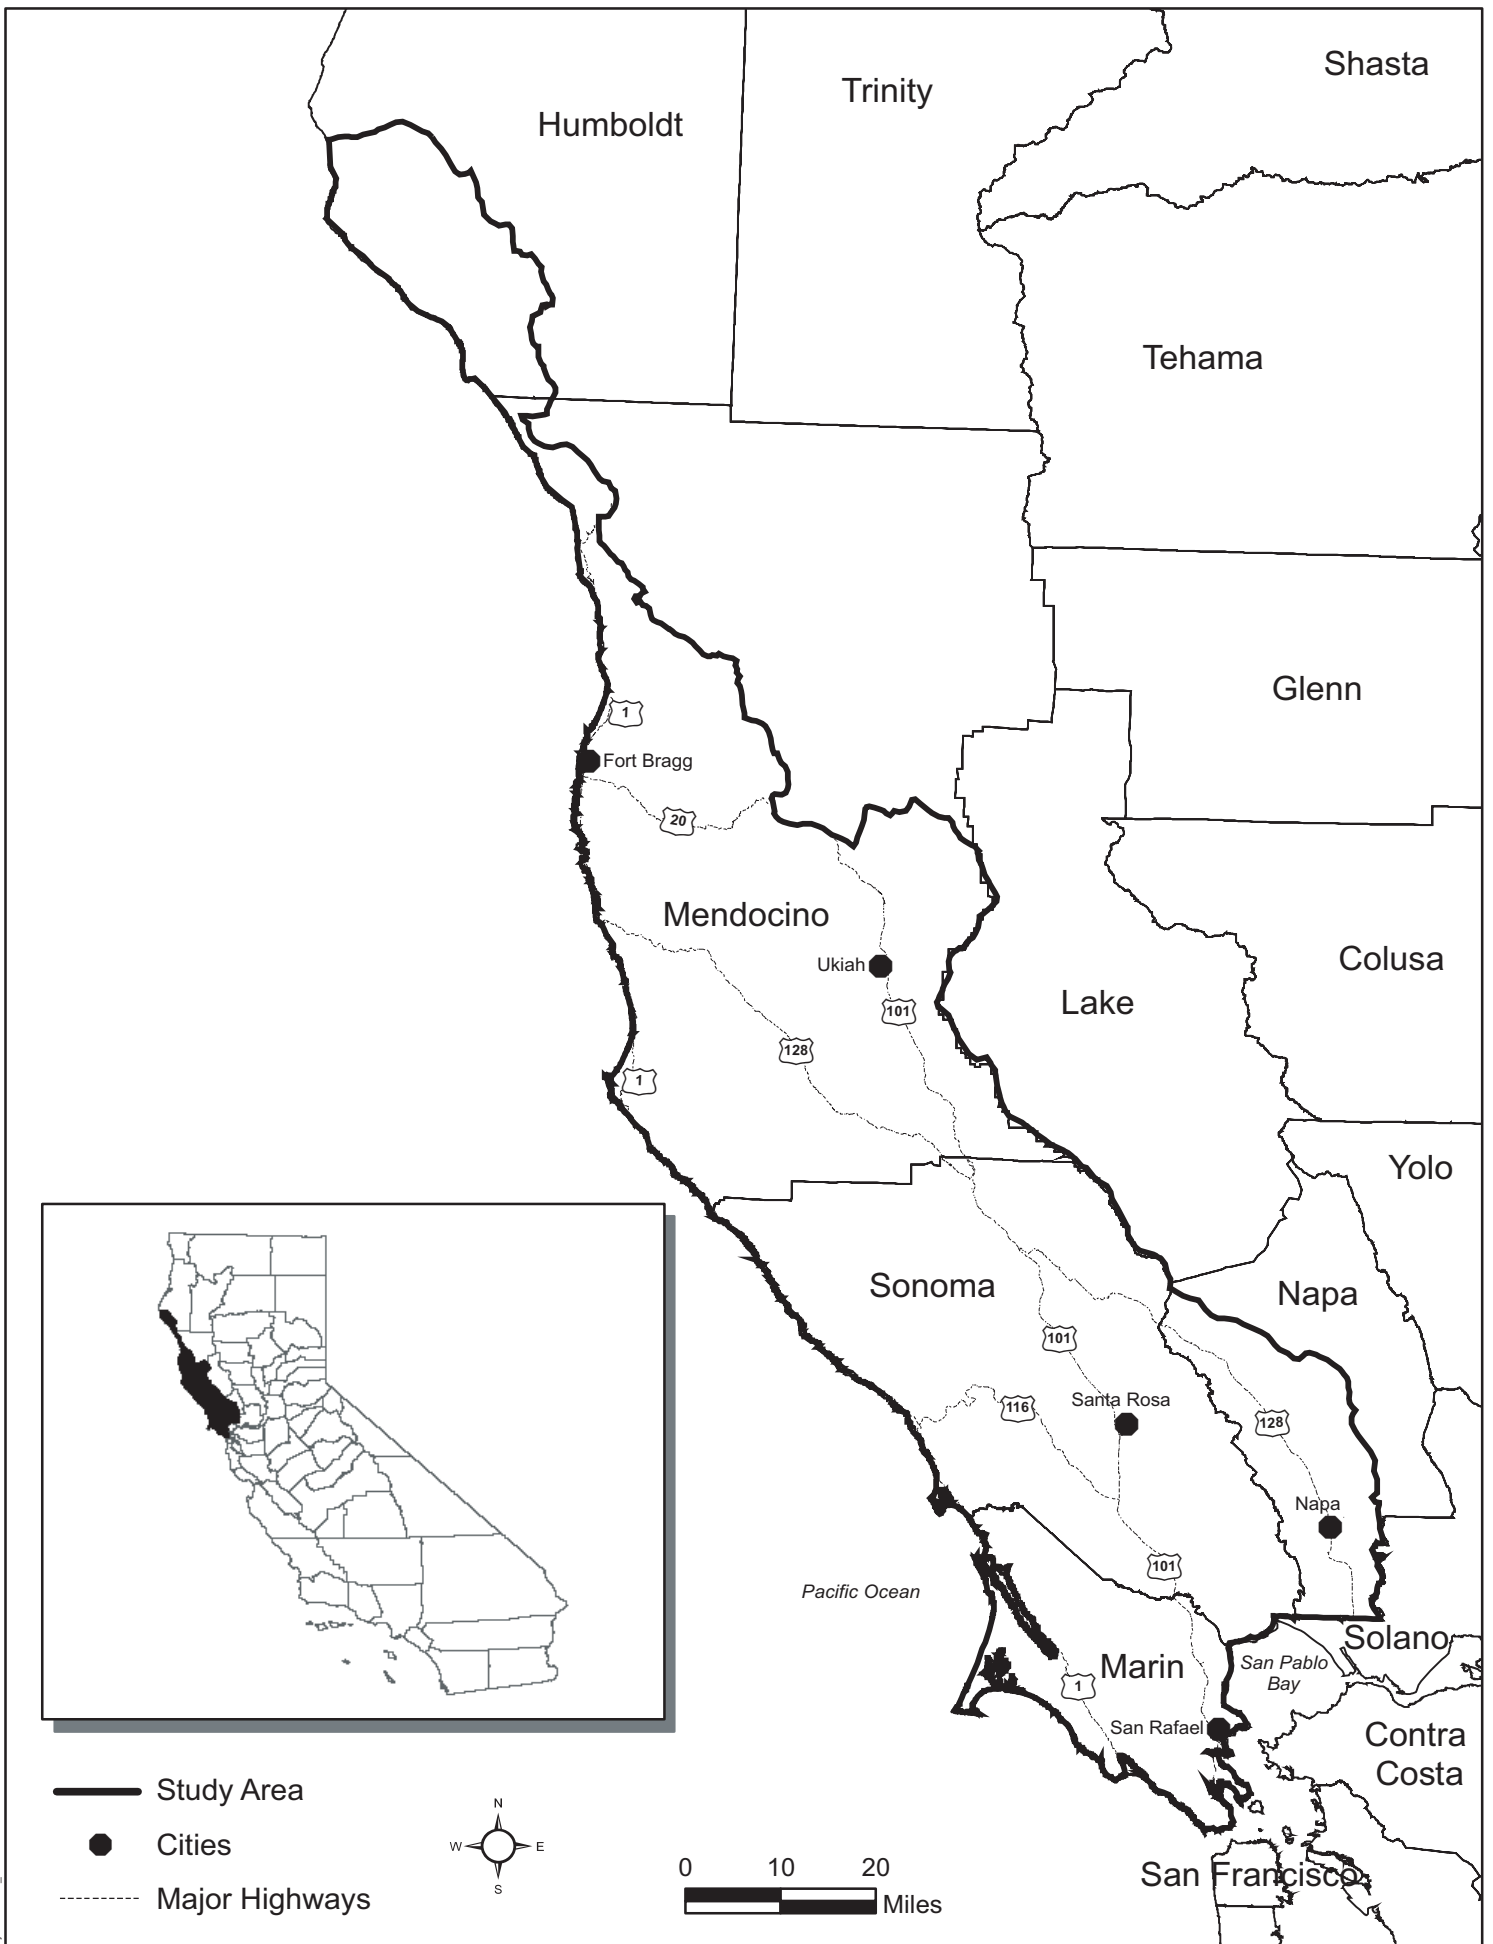 Shasta
Trinity
Humboldt
Tehama
Glenn
1
Fort Bragg
20
Mendocino
Colusa
Ukiah
Lake
101
128
1
Yolo
Sonoma
Napa
101
Santa Rosa
116
128
Napa
101
Pacific Ocean
Solano
Marin
San Pablo
Bay
1
San Rafael
Contra
Costa
San Francisco
Study Area
Cities
Major Highways
N
W
E
S
0 10 20
Miles